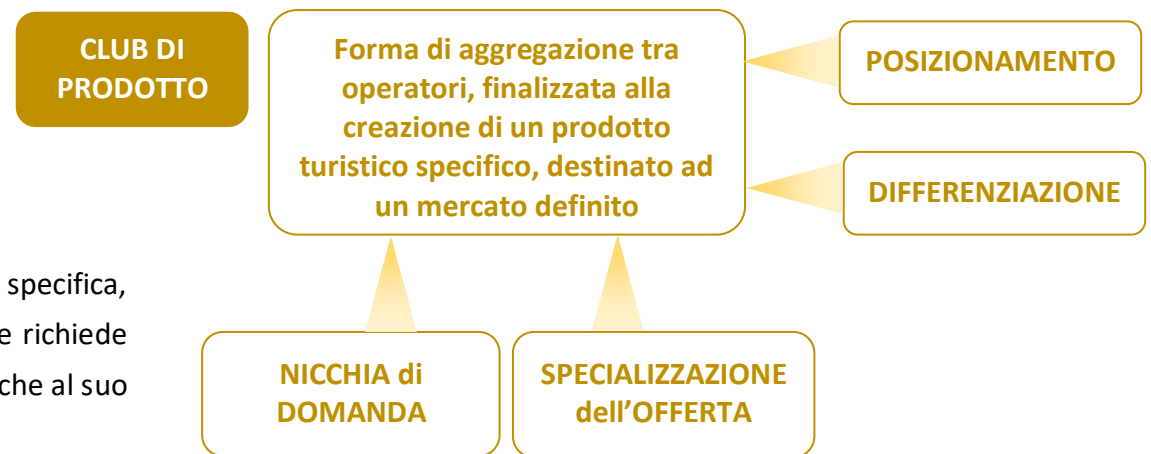 CLUB DI
PRODOTTO
Forma di aggregazione tra
operatori, finalizzata alla
creazione di un prodotto
turistico specifico, destinato ad
un mercato definito
POSIZIONAMENTO
DIFFERENZIAZIONE
specifica,
e richiede
che al suo
NICCHIA di
DOMANDA
SPECIALIZZAZIONE
dell’OFFERTA